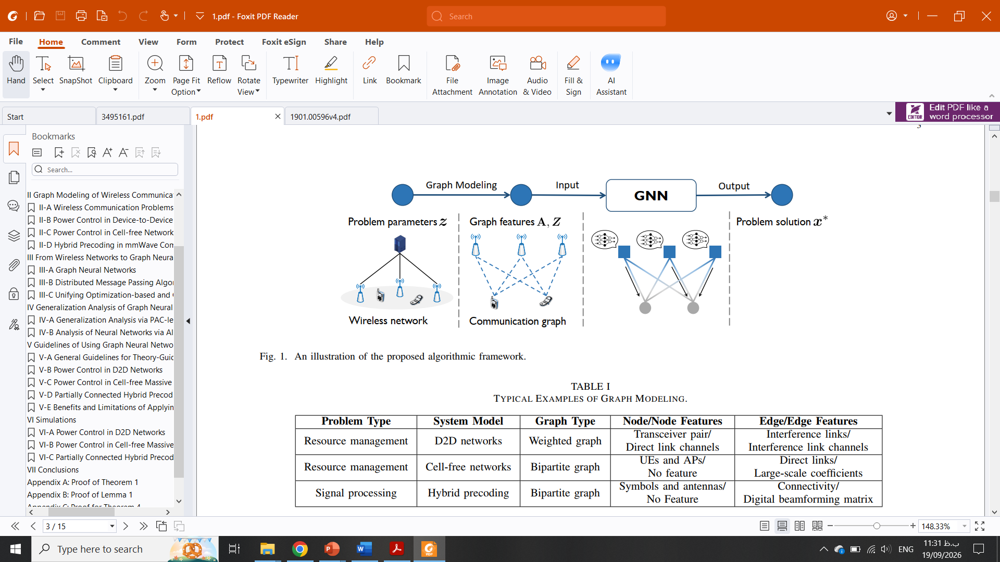 1.pdf - Foxit PDF Reader
Search
File Home Comment View Form Protect Foxit eSign Share Help
Hand
Select
SnapShot
Clipboard
Zoom
Page Fit
Option
Reflow
Rotate
View
Typewriter
Highlight
Link
Bookmark
File
Attachment
Image
Annotation
Audio
& Video
Fill &
Sign
AI
Assistant
Start
3495161.pdf
1.pdf
1901.00596v4.pdf
EDITOR
Edit PDF like a
word processor
Bookmarks
Search...
II Graph Modeling of Wireless Communica
II-A Wireless Communication Problems
II-B Power Control in Device-to-Device
II-C Power Control in Cell-free Network
II-D Hybrid Precoding in mmWave Com
III From Wireless Networks to Graph Neura
III-A Graph Neural Networks
III-B Distributed Message Passing Algo
III-C Unifying Optimization-based and
IV Generalization Analysis of Graph Neural
IV-A Generalization Analysis via PAC-le
IV-B Analysis of Neural Networks via Al
V Guidelines of Using Graph Neural Netwo
V-A General Guidelines for Theory-Guid
V-B Power Control in D2D Networks
V-C Power Control in Cell-free Massive
V-D Partially Connected Hybrid Precod
V-E Benefits and Limitations of Applyin
VI Simulations
VI-A Power Control in D2D Networks
VI-B Power Control in Cell-free Massive
VI-C Partially Connected Hybrid Precod
VII Conclusions
Appendix A: Proof of Theorem 1
Appendix B: Proof of Lemma 1
Appendix C: Proof for Theorem 4
3
Graph Modeling
Input
GNN
Output
Problem parameters z
Graph features A, Z
Problem solution x*
Wireless network
Communication graph
Fig. 1. An illustration of the proposed algorithmic framework.
TABLE I
TYPICAL EXAMPLES OF GRAPH MODELING.
Problem Type System Model Graph Type Node/Node Features Edge/Edge Features
Resource management D2D networks Weighted graph Transceiver pair/ Direct link channels Interference links/ Interference link channels
Resource management Cell-free networks Bipartite graph UEs and APs/ No feature Direct links/ Large-scale coefficients
Signal processing Hybrid precoding Bipartite graph Symbols and antennas/ No Feature Connectivity/ Digital beamforming matrix
3 / 15
148.33%
Type here to search
ENG
11:31 ب.ظ
19/09/2026